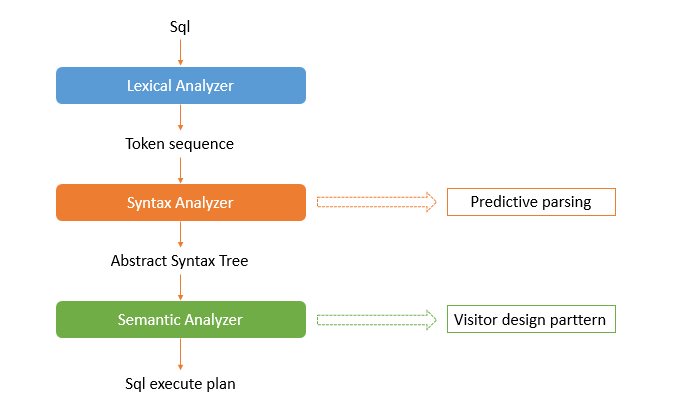 Sql
Lexical Analyzer
Token sequence
Syntax Analyzer
Predictive parsing
Abstract Syntax Tree
Semantic Analyzer
Visitor design parttern
Sql execute plan